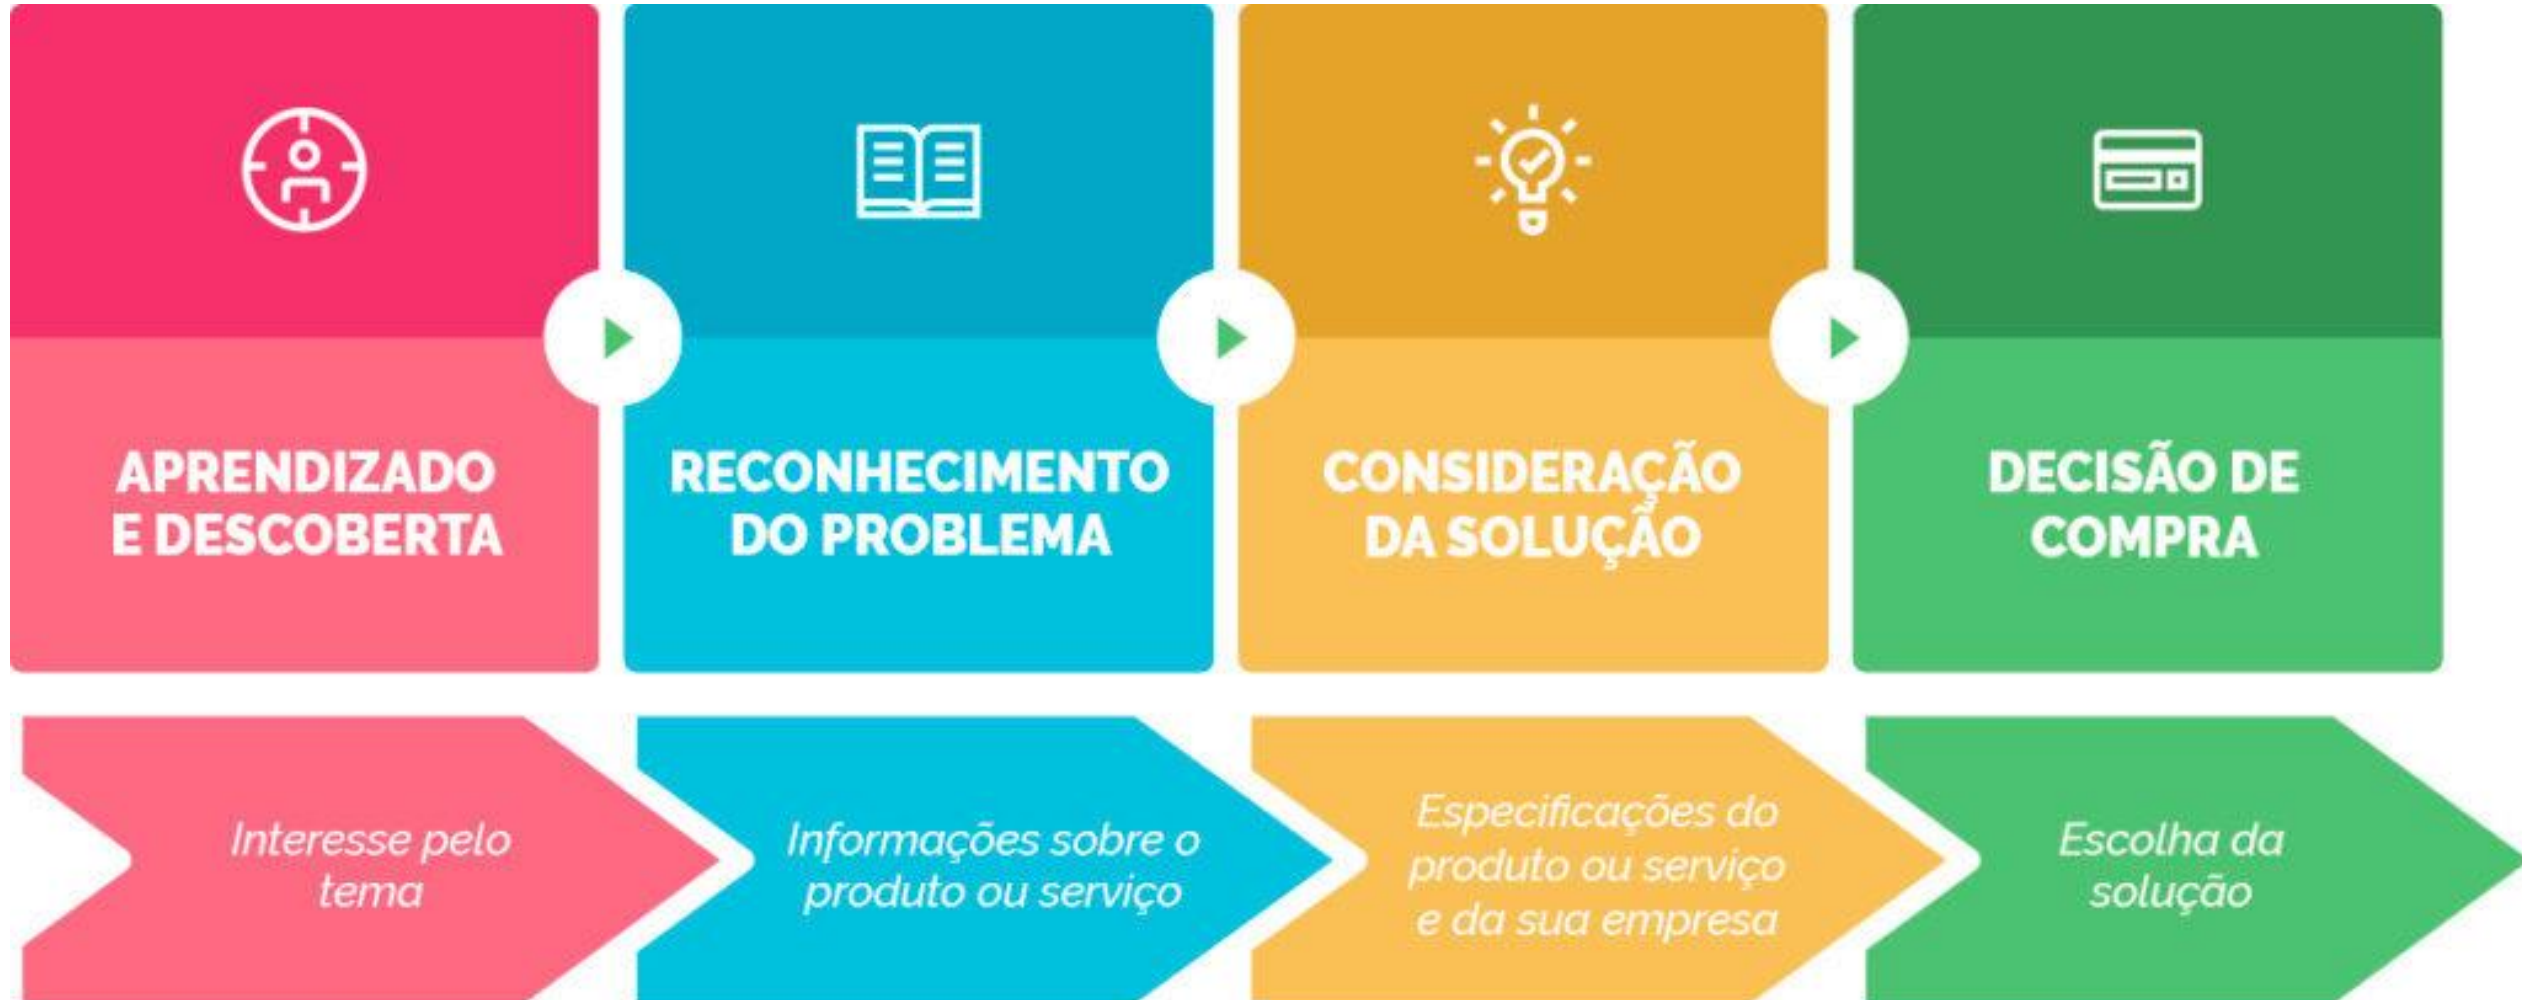 APRENDIZADO
E DESCOBERTA
RECONHECIMENTO
DO PROBLEMA
CONSIDERAÇÃO
DA SOLUÇÃO
DECISÃO DE
COMPRA
Interesse pelo
tema
Informações sobre o
produto ou serviço
Especificações do
produto ou serviço
e da sua empresa
Escolha da
solução